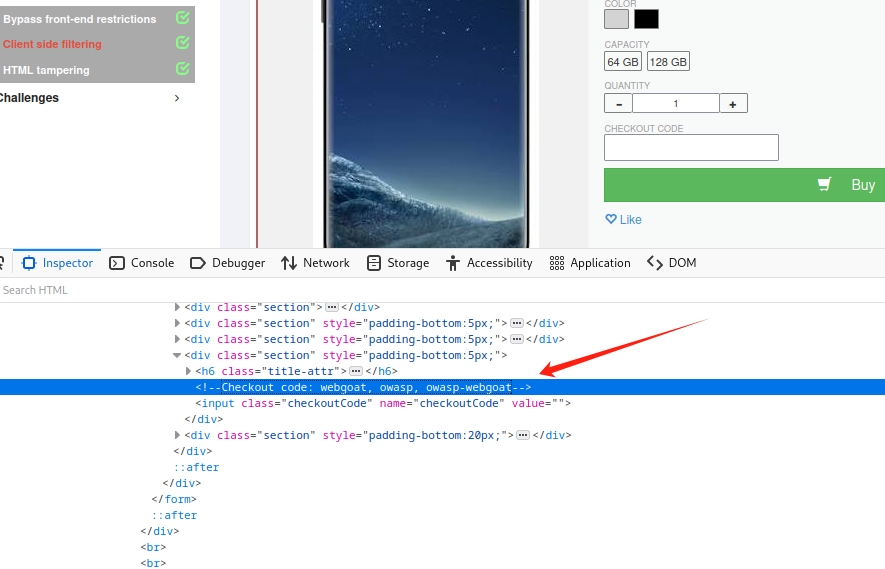 Bypass front-end restrictions
Client side filtering
HTML tampering
Challenges
COLOR
CAPACITY
64 GB 128 GB
QUANTITY
- 1 +
CHECKOUT CODE
Buy
Like
Inspector Console Debugger Network Storage Accessibility Application DOM
Search HTML
<div class="section"> ... </div>
<div class="section" style="padding-bottom:5px;"> ... </div>
<div class="section" style="padding-bottom:5px;"> ... </div>
<div class="section" style="padding-bottom:5px;">
<h6 class="title-attr"> ... </h6>
<!--Checkout code: webgoat, owasp, owasp-webgoat-->
<input class="checkoutCode" name="checkoutCode" value="">
</div>
<div class="section" style="padding-bottom:20px;"> ... </div>
</div>
::after
</div>
</form>
::after
</div>
<br>
<br>